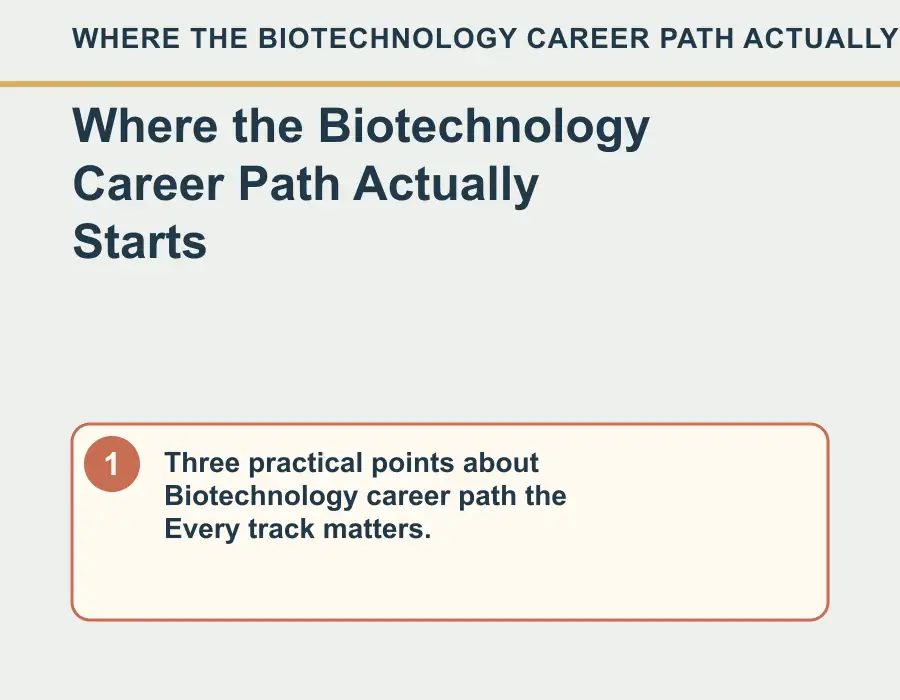 WHERE THE BIOTECHNOLOGY CAREER PATH ACTUALLY
Where the Biotechnology
Career Path Actually
Starts
1
Three practical points about
Biotechnology career path the
Every track matters.